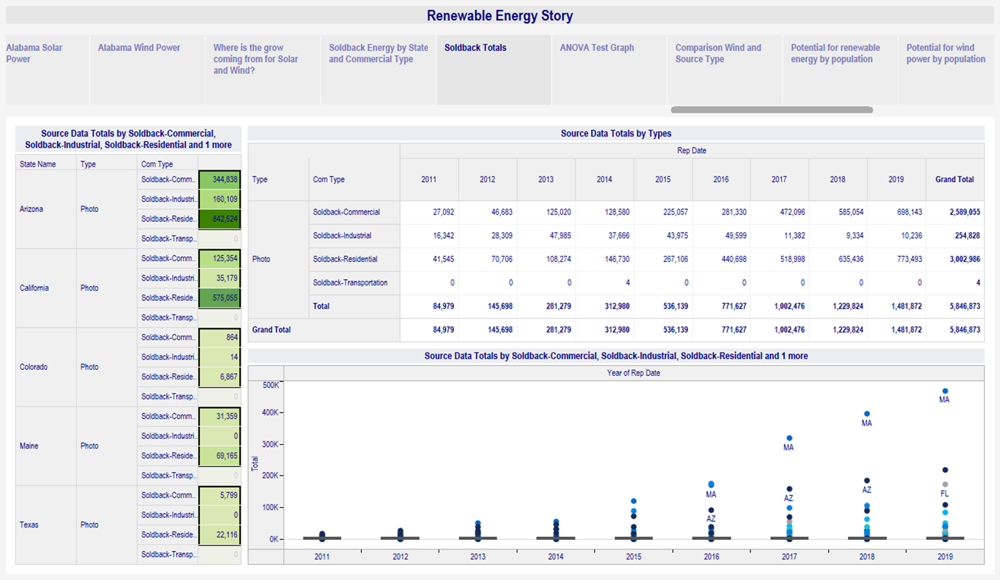 Renewable Energy Story
Alabama Solar
Power
Alabama Wind Power
Where is the grow
coming from for Solar
and Wind?
Soldback Energy by State
and Commercial Type
Soldback Totals
ANOVA Test Graph
Comparison Wind and
Source Type
Potential for renewable
energy by population
Potential for wind
power by population
Source Data Totals by Soldback-Commercial,
Soldback-Industrial, Soldback-Residential and 1 more
State Name Type Com Type
Arizona Photo
Soldback-Comm.. 344,838
Soldback-Industri.. 160,109
Soldback-Reside.. 842,524
Soldback-Transp.. 0
California Photo
Soldback-Comm.. 125,354
Soldback-Industri.. 35,179
Soldback-Reside.. 575,055
Soldback-Transp.. 0
Colorado Photo
Soldback-Comm.. 864
Soldback-Industri.. 14
Soldback-Reside.. 6,867
Soldback-Transp.. 0
Maine Photo
Soldback-Comm.. 31,359
Soldback-Industri.. 0
Soldback-Reside.. 69,165
Soldback-Transp.. 0
Texas Photo
Soldback-Comm.. 5,799
Soldback-Industri.. 0
Soldback-Reside.. 22,116
Soldback-Transp.. 0
Source Data Totals by Types
Rep Date
Type Com Type 2011 2012 2013 2014 2015 2016 2017 2018 2019 Grand Total
Photo
Soldback-Commercial 27,092 46,683 125,020 128,580 225,057 281,330 472,096 585,054 698,143 2,589,055
Soldback-Industrial 16,342 28,309 47,985 37,666 43,975 49,599 11,382 9,334 10,236 254,828
Soldback-Residential 41,545 70,706 108,274 146,730 267,106 440,698 518,998 635,436 773,493 3,002,986
Soldback-Transportation 0 0 0 4 0 0 0 0 0 4
Total 84,979 145,698 281,279 312,980 536,139 771,627 1,002,476 1,229,824 1,481,872 5,846,873
Grand Total 84,979 145,698 281,279 312,980 536,139 771,627 1,002,476 1,229,824 1,481,872 5,846,873
Source Data Totals by Soldback-Commercial, Soldback-Industrial, Soldback-Residential and 1 more
Year of Rep Date
Total
500K
400K
300K
200K
100K
0K
MA
MA
MA
MA
AZ
AZ
AZ
FL
2011 2012 2013 2014 2015 2016 2017 2018 2019